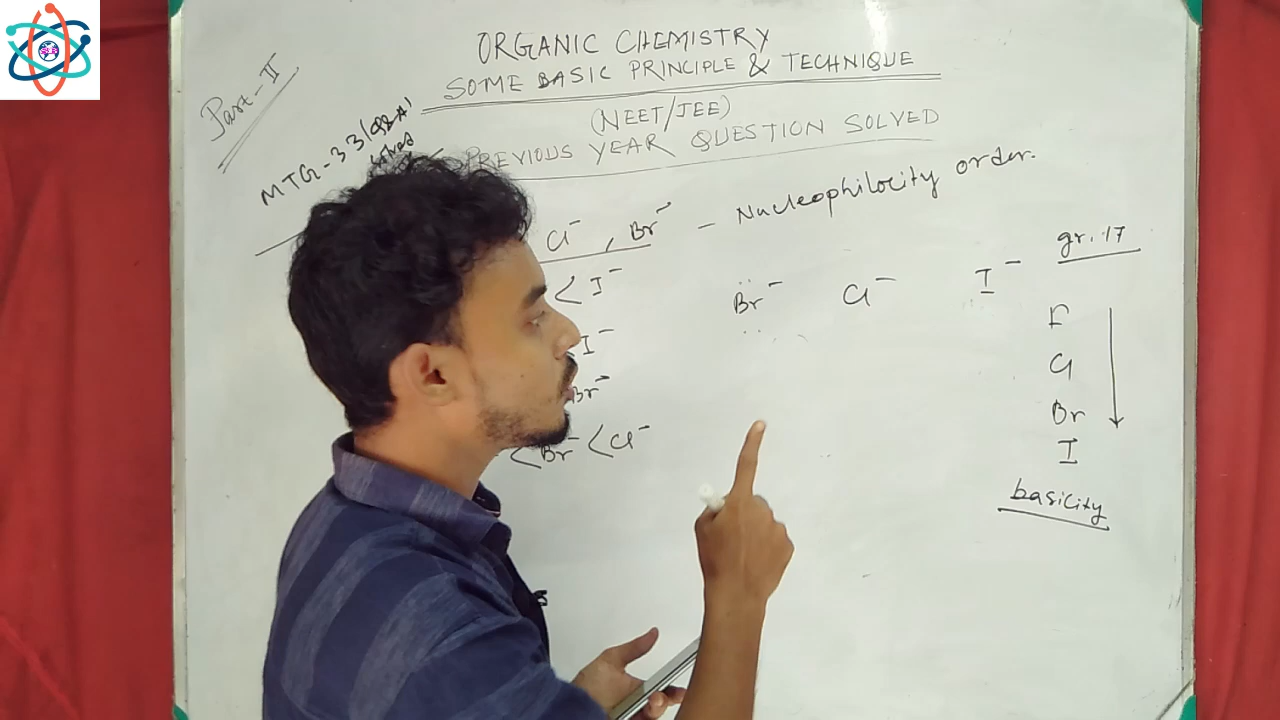 ORGANIC CHEMISTRY
SOME BASIC PRINCIPLE & TECHNIQUE
(NEET/JEE)
PREVIOUS YEAR QUESTION SOLVED
Part-II
MTG-33/
Cl⁻ , Br⁻ – Nucleophilocity order.
< I⁻
I⁻
Br⁻
< Br⁻ < Cl⁻
Br⁻ Cl⁻ I⁻
gr. 17
F
Cl
Br
I
basicity